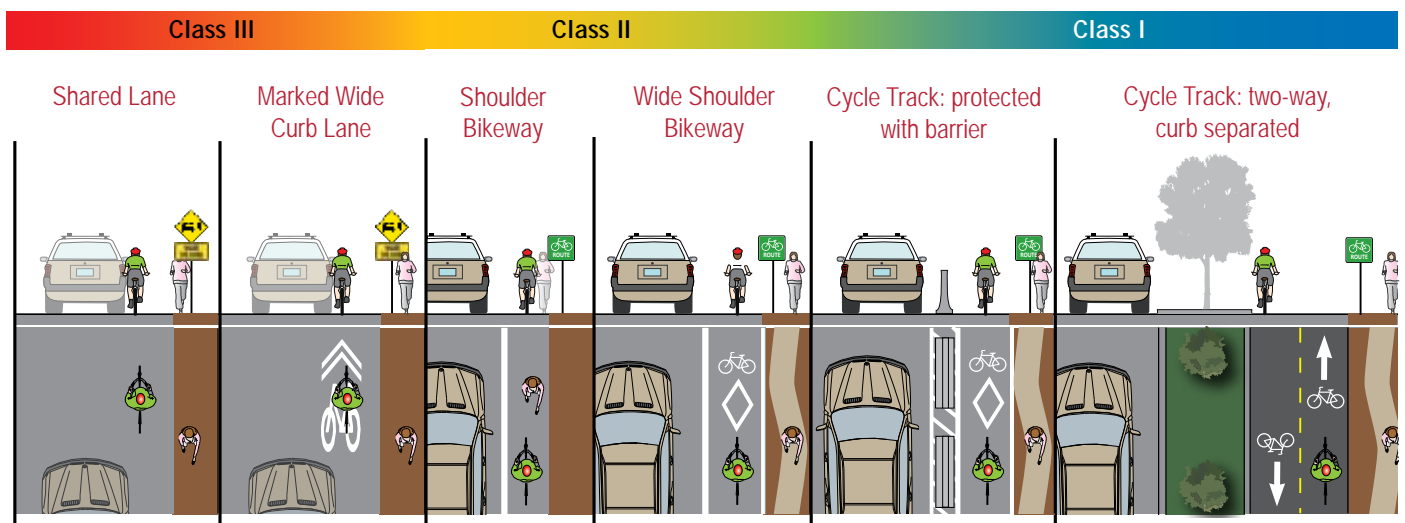 Class III
Class II
Class I
Shared Lane
Marked Wide
Curb Lane
Shoulder
Bikeway
Wide Shoulder
Bikeway
Cycle Track: protected
with barrier
Cycle Track: two-way,
curb separated
ROUTE
ROUTE
ROUTE
ROUTE